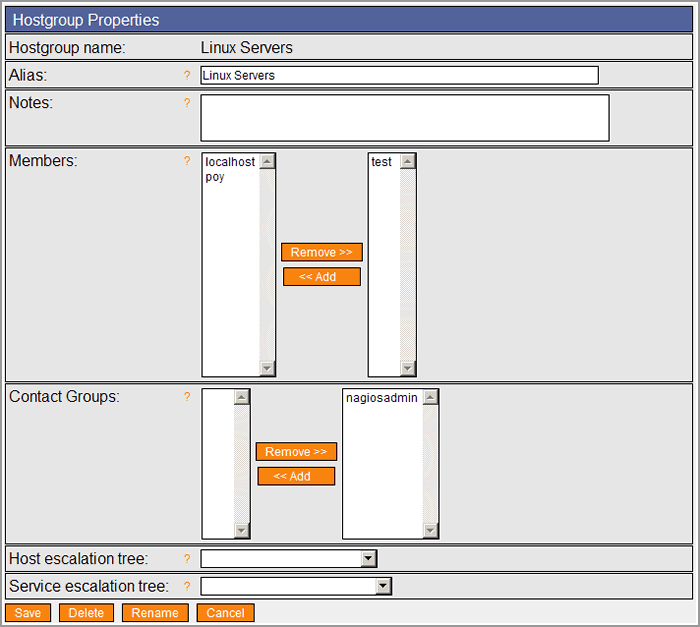 Hostgroup Properties
Hostgroup name: Linux Servers
Alias: ? Linux Servers
Notes: ?
Members: ? localhost test
poy
Remove >>
<< Add
Contact Groups: ? nagiosadmin
Remove >>
<< Add
Host escalation tree: ?
Service escalation tree: ?
Save Delete Rename Cancel